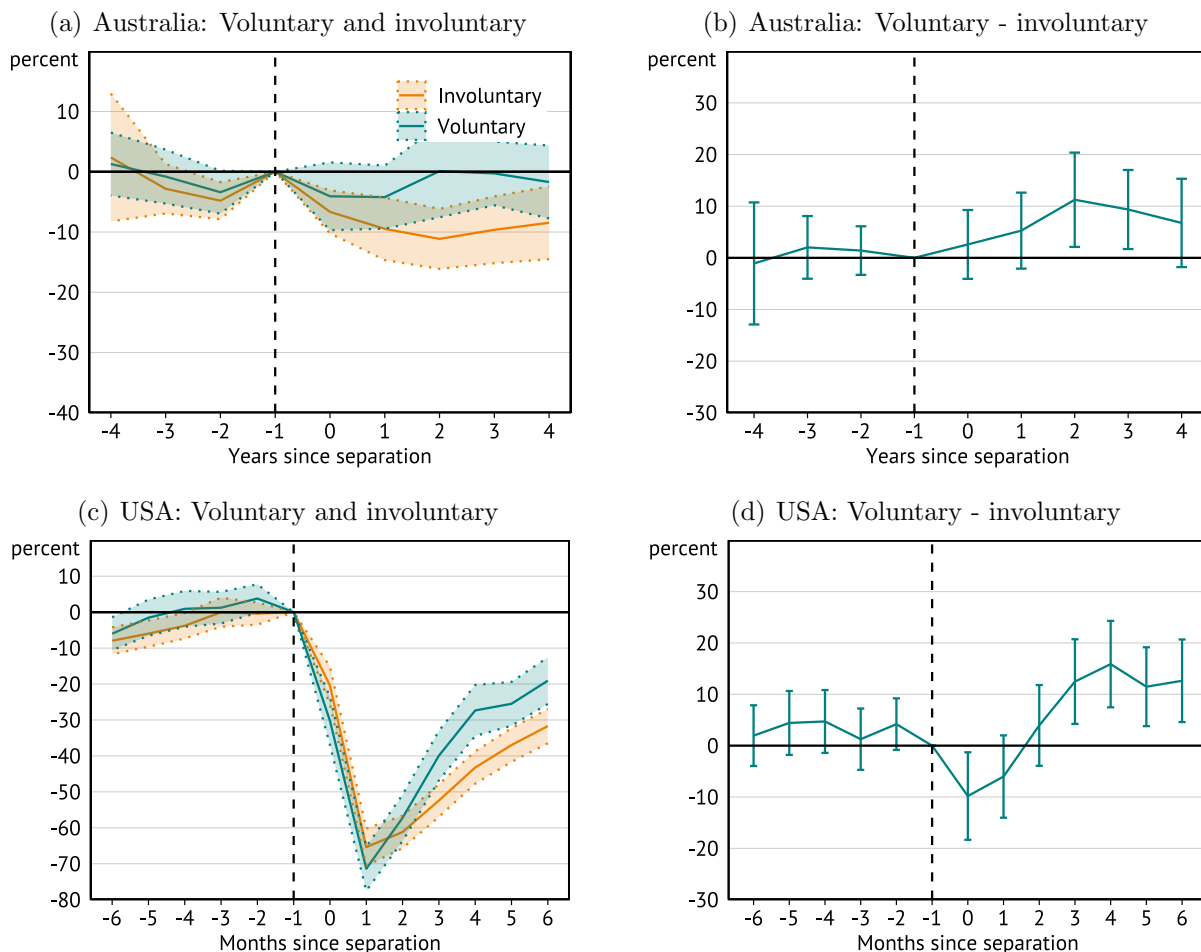 (a) Australia: Voluntary and involuntary
percent
Involuntary
Voluntary
10
0
-10
-20
-30
-40
-4 -3 -2 -1 0 1 2 3 4
Years since separation
(b) Australia: Voluntary - involuntary
percent
30
20
10
0
-10
-20
-30
-4 -3 -2 -1 0 1 2 3 4
Years since separation
(c) USA: Voluntary and involuntary
percent
10
0
-10
-20
-30
-40
-50
-60
-70
-80
-6 -5 -4 -3 -2 -1 0 1 2 3 4 5 6
Months since separation
(d) USA: Voluntary - involuntary
percent
30
20
10
0
-10
20
-30
-6 -5 -4 -3 -2 -1 0 1 2 3 4 5 6
Months since separation